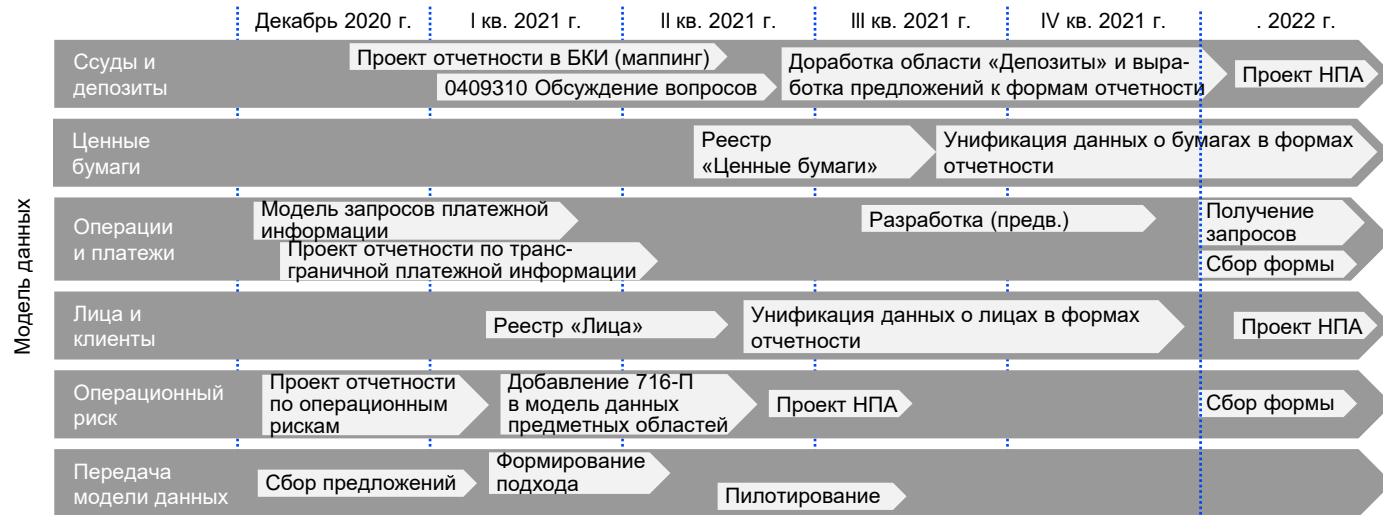 Декабрь 2020 г.
I кв. 2021 г.
II кв. 2021 г.
III кв. 2021 г.
IV кв. 2021 г.
. 2022 г.
Модель данных
Ссуды и
депозиты
Проект отчетности в БКИ (маппинг)
0409310 Обсуждение вопросов
Доработка области «Депозиты» и выра-
ботка предложений к формам отчетности
Проект НПА
Ценные
бумаги
Реестр
«Ценные бумаги»
Унификация данных о бумагах в формах
отчетности
Операции
и платежи
Модель запросов платежной
информации
Проект отчетности по транс-
граничной платежной информации
Разработка (предв.)
Получение
запросов
Сбор формы
Лица и
клиенты
Реестр «Лица»
Унификация данных о лицах в формах
отчетности
Проект НПА
Операционный
риск
Проект отчетности
по операционным
рискам
Добавление 716-П
в модель данных
предметных областей
Проект НПА
Сбор формы
Передача
модели данных
Сбор предложений
Формирование
подхода
Пилотирование